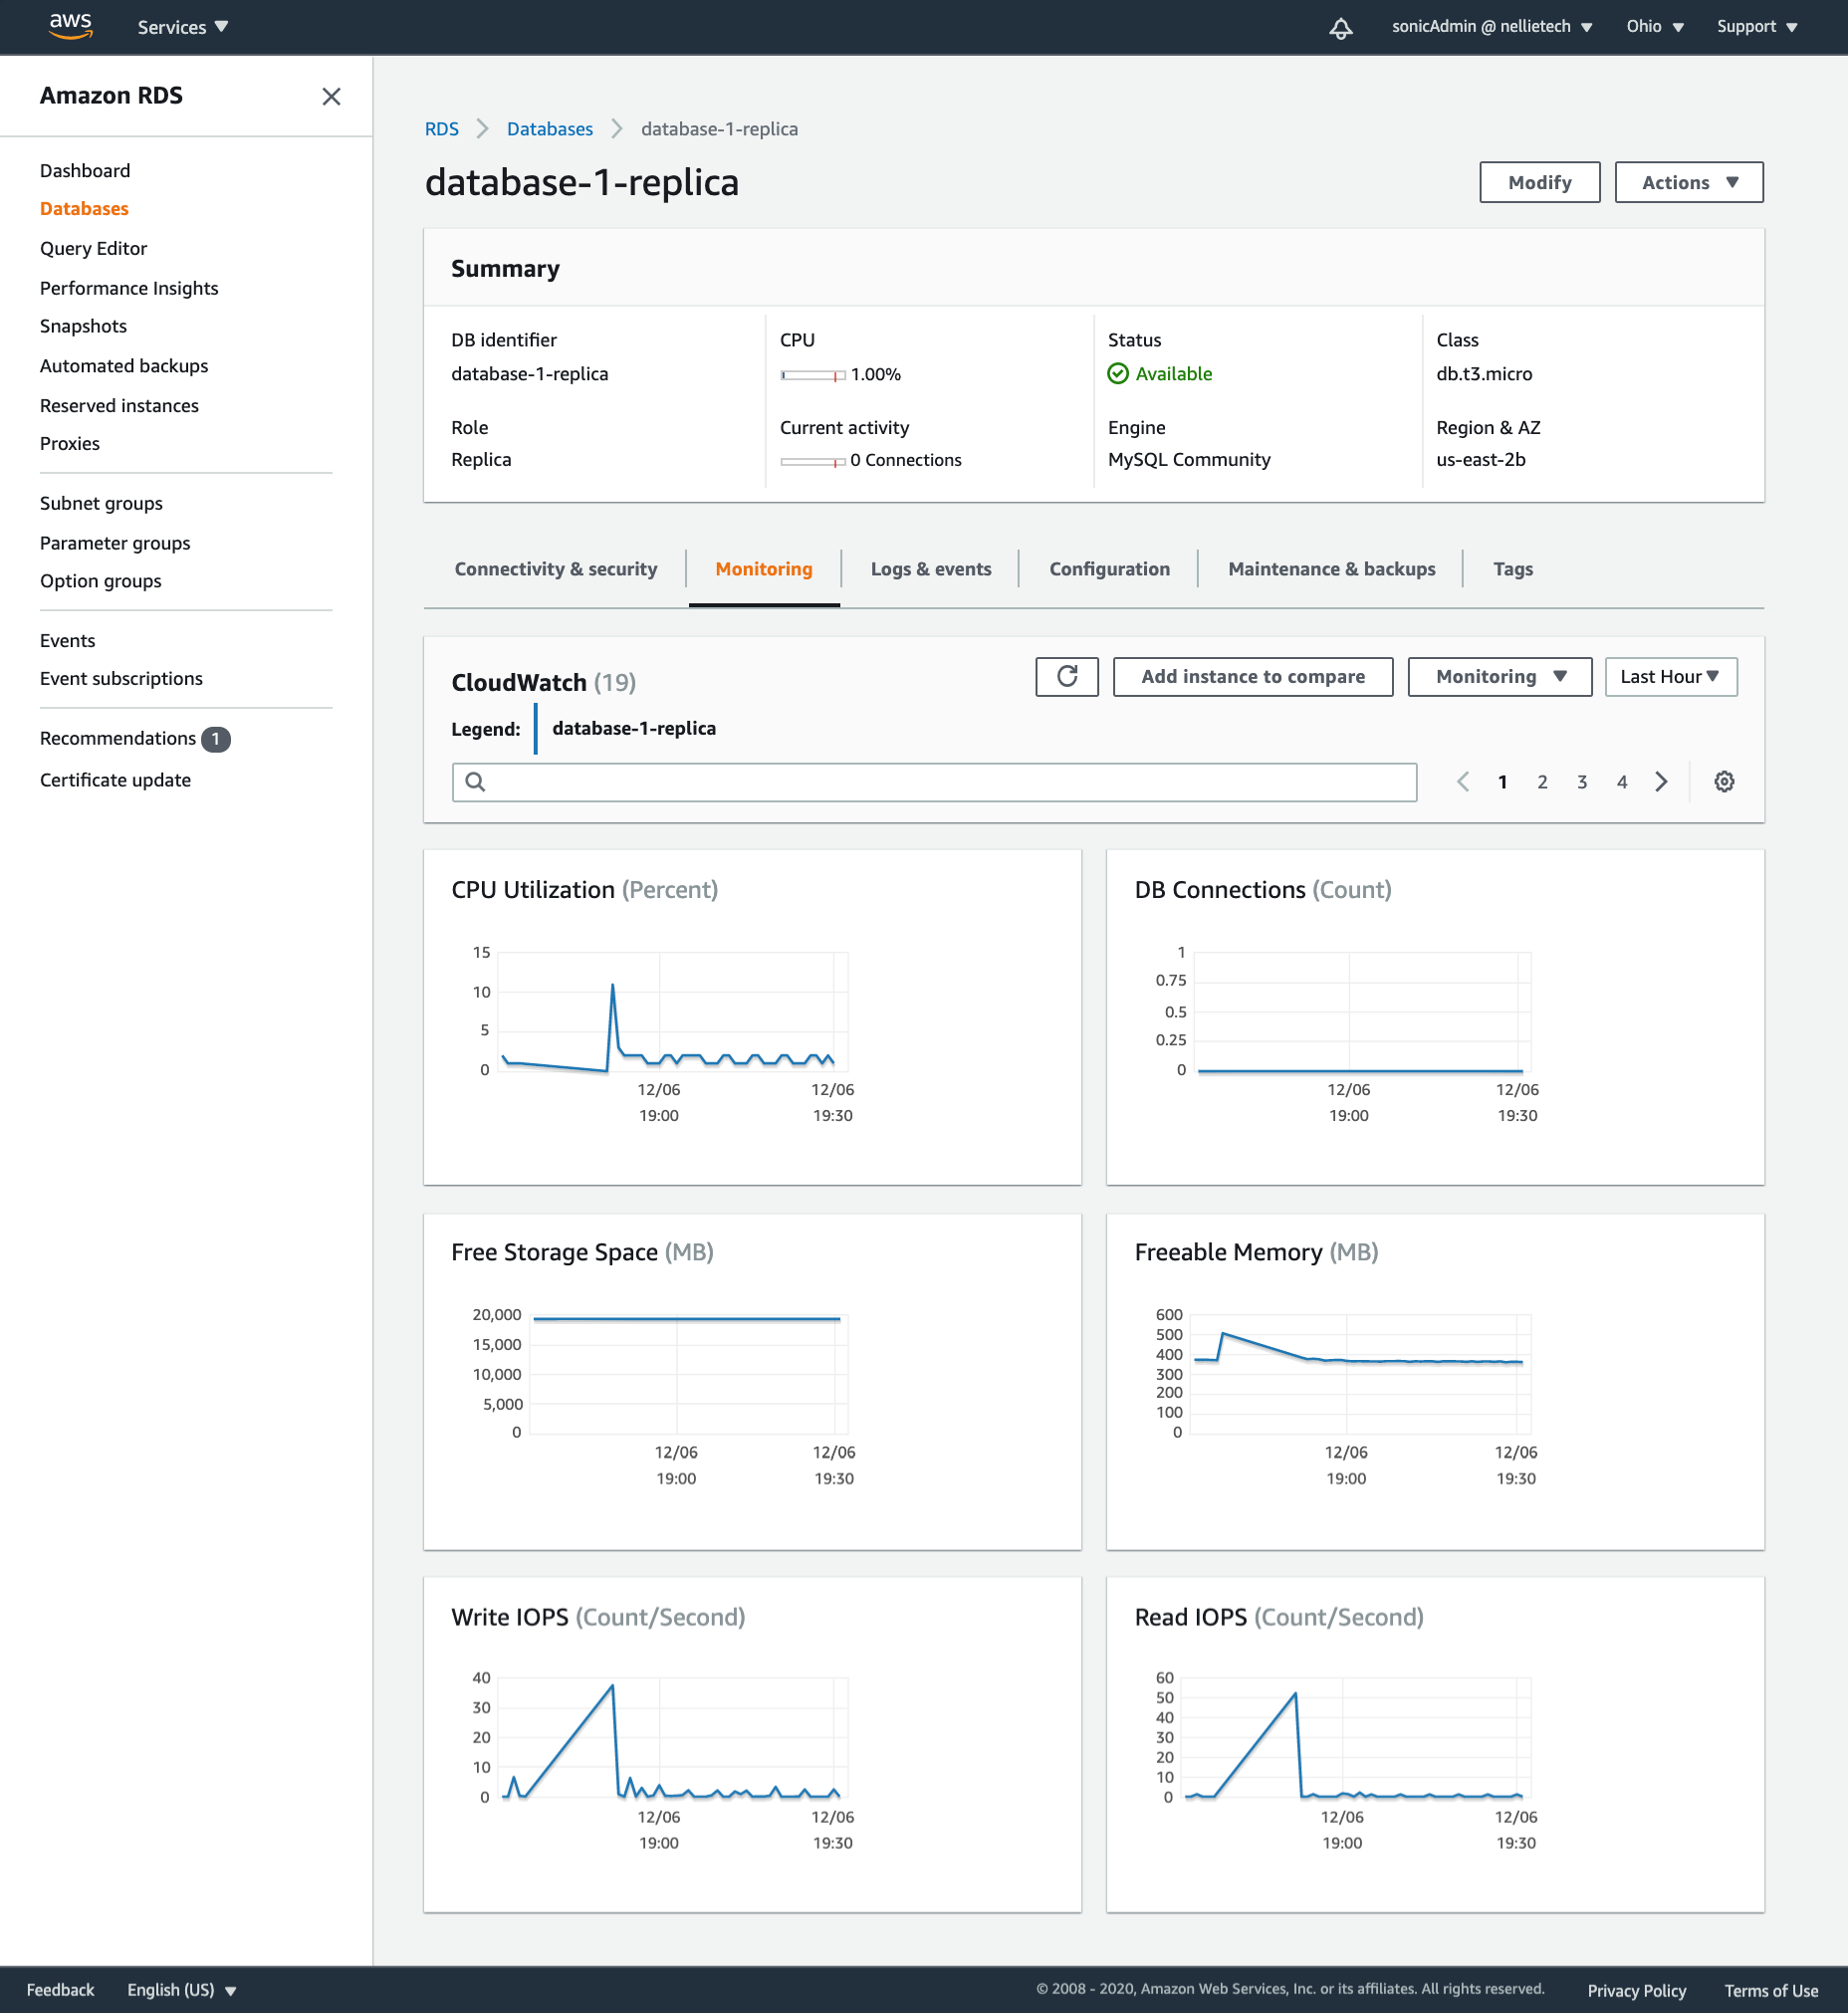 aws
Services
sonicAdmin @ nellietech
Ohio
Support
Amazon RDS
Dashboard
Databases
Query Editor
Performance Insights
Snapshots
Automated backups
Reserved instances
Proxies
Subnet groups
Parameter groups
Option groups
Events
Event subscriptions
Recommendations 1
Certificate update
RDS
Databases
database-1-replica
database-1-replica
Modify
Actions
Summary
DB identifier
database-1-replica
CPU
1.00%
Status
Available
Class
db.t3.micro
Role
Replica
Current activity
0 Connections
Engine
MySQL Community
Region & AZ
us-east-2b
Connectivity & security
Monitoring
Logs & events
Configuration
Maintenance & backups
Tags
CloudWatch (19)
Add instance to compare
Monitoring
Last Hour
Legend: database-1-replica
1 2 3 4
CPU Utilization (Percent)
15
10
5
0
12/06 12/06
19:00 19:30
DB Connections (Count)
1
0.75
0.5
0.25
0
12/06 12/06
19:00 19:30
Free Storage Space (MB)
20,000
15,000
10,000
5,000
0
12/06 12/06
19:00 19:30
Freeable Memory (MB)
600
500
400
300
200
100
0
12/06 12/06
19:00 19:30
Write IOPS (Count/Second)
40
30
20
10
0
12/06 12/06
19:00 19:30
Read IOPS (Count/Second)
60
50
40
30
20
10
0
12/06 12/06
19:00 19:30
Feedback
English (US)
© 2008 - 2020, Amazon Web Services, Inc. or its affiliates. All rights reserved.
Privacy Policy
Terms of Use